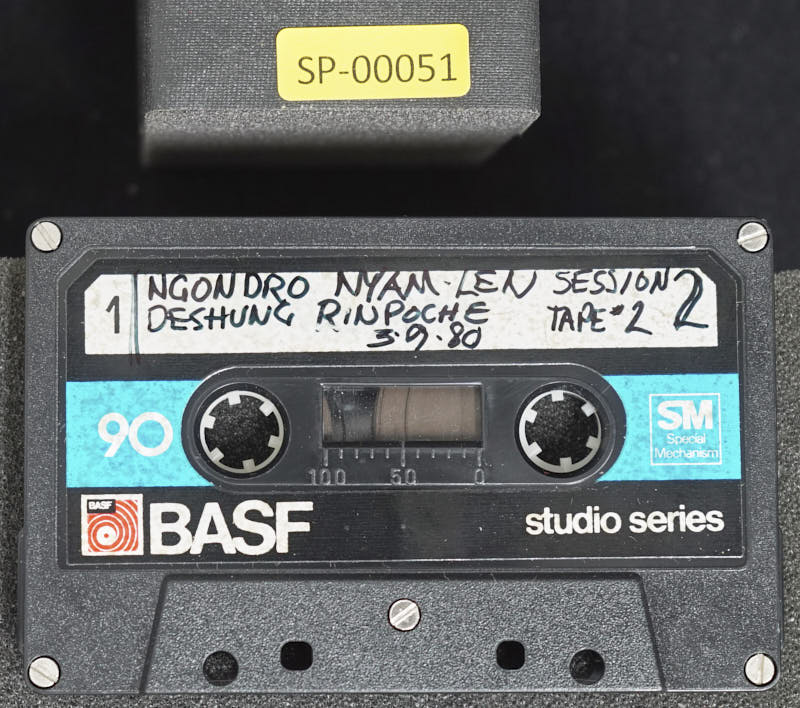 SP-00051
1 NGONDRO NYAM-LEN SESSION 2
DESHUNG RINPOCHE TAPE #2
3.9.80
90
100 50 0
SM
Special
Mechanism
BASF
BASF
studio series